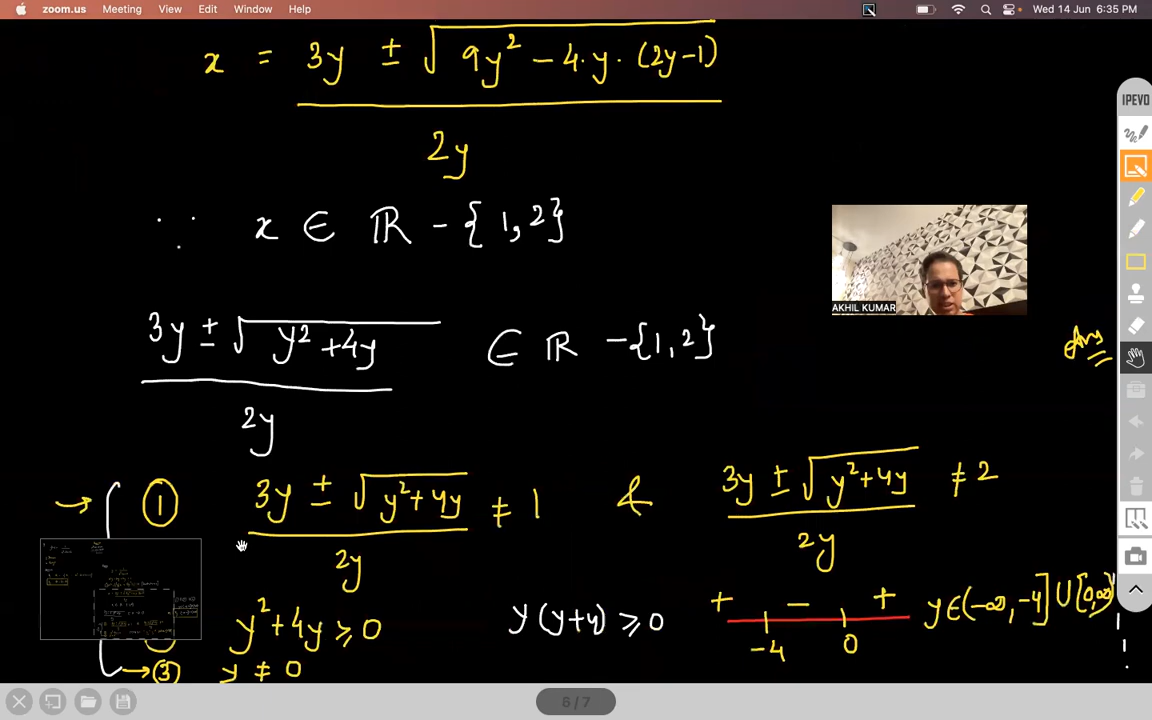 zoom.us Meeting View Edit Window Help Wed 14 Jun 6:35 PM
x = 3y ± √(9y² - 4·y·(2y-1)) / 2y
IPEVO
∵ x ∈ ℝ - {1,2}
AKHIL KUMAR
3y ± √(y²+4y) / 2y ∈ ℝ - {1,2}
Ans
→ ① 3y ± √(y²+4y) / 2y ≠ 1 & 3y ± √(y²+4y) / 2y ≠ 2
y²+4y ≥ 0 y(y+4) ≥ 0 + - + -4 0 y∈(-∞,-4] ∪ [0,∞)
→ ③ y ≠ 0
6/7